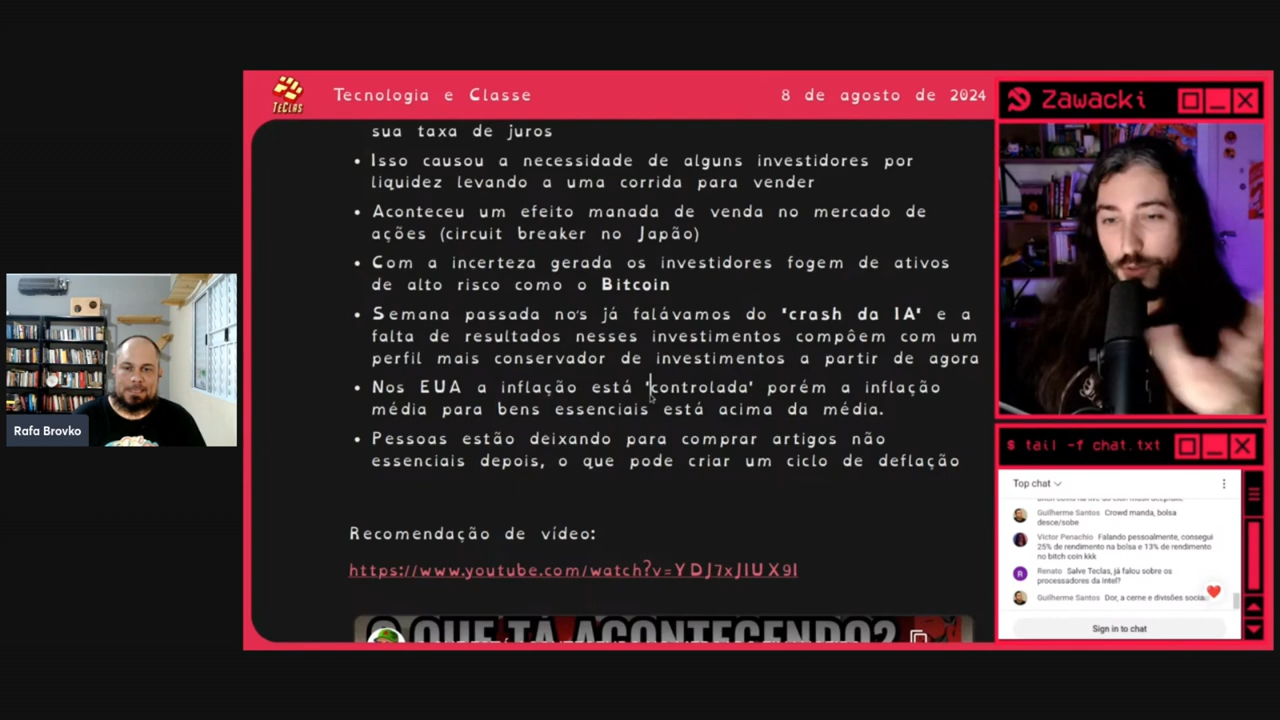 TECLAS
Tecnologia e Classe
8 de agosto de 2024
sua taxa de juros
• Isso causou a necessidade de alguns investidores por
liquidez levando a uma corrida para vender
• Aconteceu um efeito manada de venda no mercado de
ações (circuit breaker no Japão)
• Com a incerteza gerada os investidores fogem de ativos
de alto risco como o Bitcoin
• Semana passada nós já falávamos do 'crash da IA' e a
falta de resultados nesses investimentos compõem com um
perfil mais conservador de investimentos a partir de agora
• Nos EUA a inflação está 'controlada' porém a inflação
média para bens essenciais está acima da média.
• Pessoas estão deixando para comprar artigos não
essenciais depois, o que pode criar um ciclo de deflação
Recomendação de vídeo:
https://www.youtube.com/watch?v=YDJ7xJIUX9I
O QUE TÁ ACONTECENDO?
Rafa Brovko
Zawacki
$ tail -f chat.txt
Top chat
Guilherme Santos Crowd manda, bolsa
desce/sobe
Victor Penachio Falando pessoalmente, consegui
25% de rendimento na bolsa e 13% de rendimento
no bitch coin kkk
Renato Salve Teclas, já falou sobre os
processadores da Intel?
Guilherme Santos Dor, a cerne e divisões
Sign in to chat